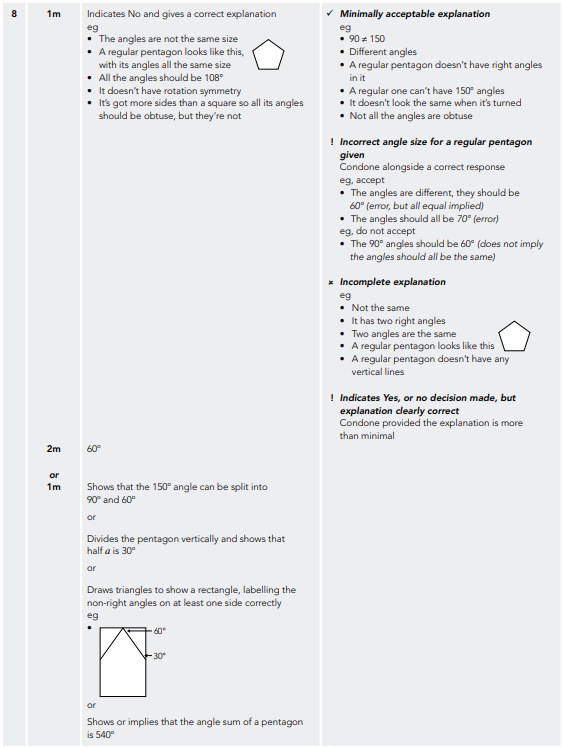 8
1m
Indicates No and gives a correct explanation
eg
• The angles are not the same size
• A regular pentagon looks like this,
with its angles all the same size
• All the angles should be 108°
• It doesn't have rotation symmetry
• It's got more sides than a square so all its angles
should be obtuse, but they're not
✓ Minimally acceptable explanation
eg
• 90 ≠ 150
• Different angles
• A regular pentagon doesn't have right angles
in it
• A regular one can't have 150° angles
• It doesn't look the same when it's turned
• Not all the angles are obtuse
! Incorrect angle size for a regular pentagon
given
Condone alongside a correct response
eg, accept
• The angles are different, they should be
60° (error, but all equal implied)
• The angles should all be 70° (error)
eg, do not accept
• The 90° angles should be 60° (does not imply
the angles should all be the same)
× Incomplete explanation
eg
• Not the same
• It has two right angles
• Two angles are the same
• A regular pentagon looks like this
• A regular pentagon doesn't have any
vertical lines
! Indicates Yes, or no decision made, but
explanation clearly correct
Condone provided the explanation is more
than minimal
2m
60°
or
1m
Shows that the 150° angle can be split into
90° and 60°
or
Divides the pentagon vertically and shows that
half a is 30°
or
Draws triangles to show a rectangle, labelling the
non-right angles on at least one side correctly
eg
•
60°
30°
or
Shows or implies that the angle sum of a pentagon
is 540°